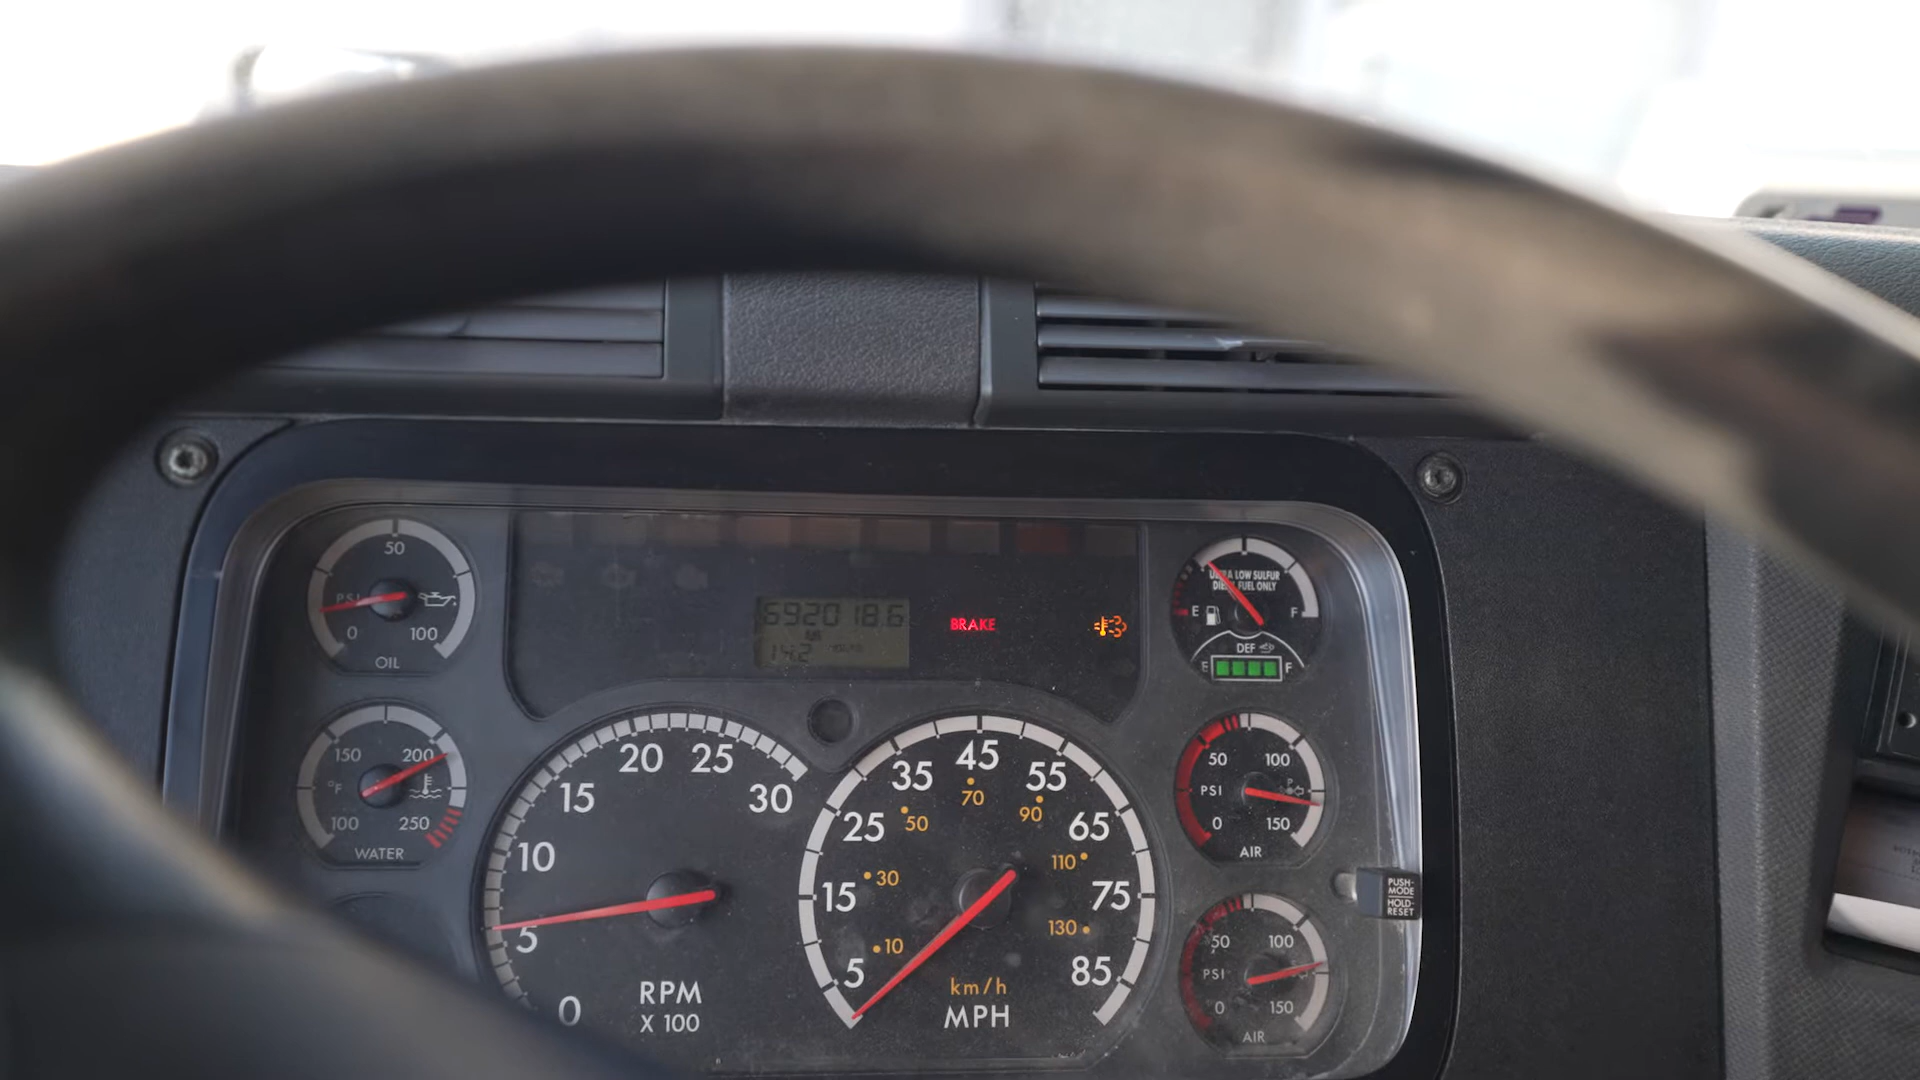 50
PSI
0 100
OIL
150 200
°F
100 250
WATER
692018.6
14.2
BRAKE
ULTRA LOW SULFUR
DIESEL FUEL ONLY
E F
DEF
E F
0 5 10 15 20 25 30
RPM
X 100
5 15 25 35 45 55 65 75 85
10 30 50 70 90 110 130
km/h
MPH
50 100
PSI
0 150
AIR
PUSH-
MODE
HOLD-
RESET
50 100
PSI
0 150
AIR